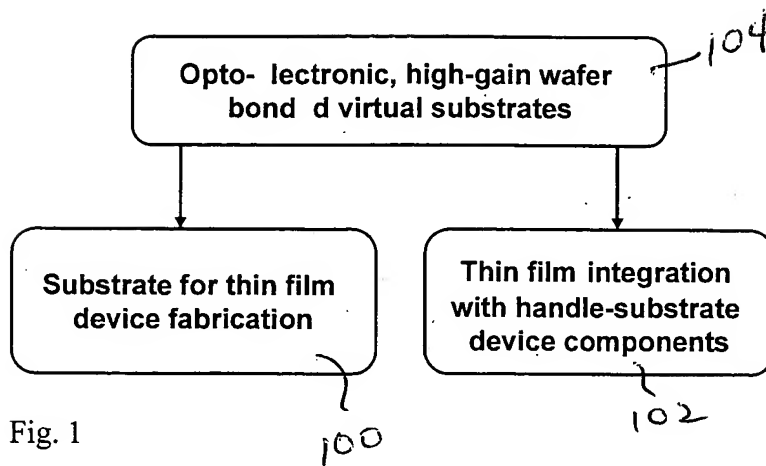 104
Opto- lectronic, high-gain wafer
bond d virtual substrates
Substrate for thin film
device fabrication
Thin film integration
with handle-substrate
device components
Fig. 1
100
102